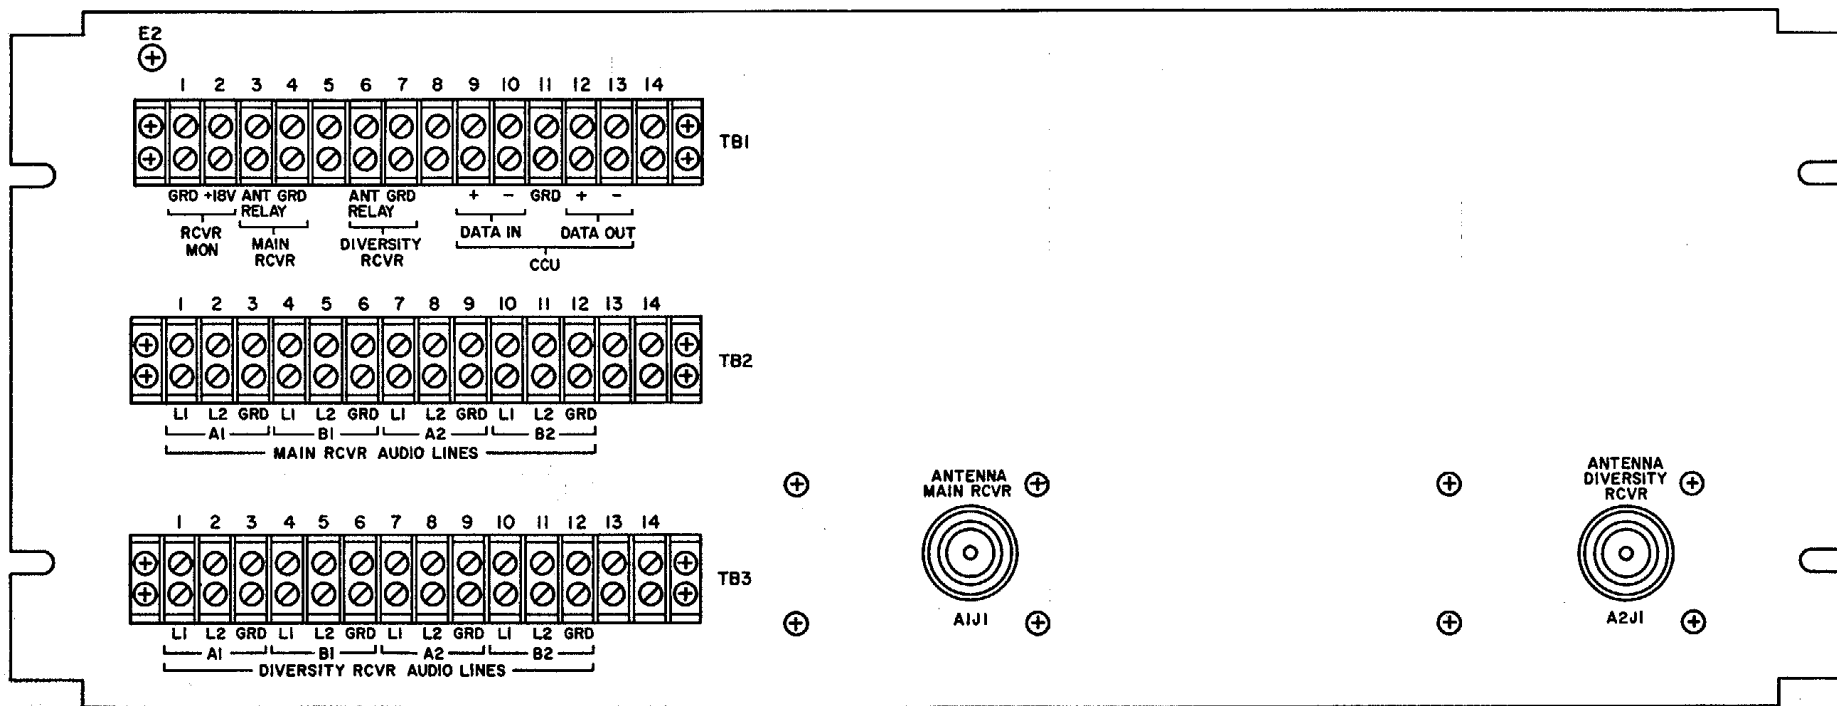 E2
1 2 3 4 5 6 7 8 9 10 11 12 13 14
TB1
GRD +18V ANT GRD ANT GRD + - GRD + -
RELAY RELAY
RCVR MON
MAIN RCVR
DIVERSITY RCVR
DATA IN DATA OUT
CCU
1 2 3 4 5 6 7 8 9 10 11 12 13 14
TB2
L1 L2 GRD L1 L2 GRD L1 L2 GRD L1 L2 GRD
A1 B1 A2 B2
MAIN RCVR AUDIO LINES
1 2 3 4 5 6 7 8 9 10 11 12 13 14
TB3
L1 L2 GRD L1 L2 GRD L1 L2 GRD L1 L2 GRD
A1 B1 A2 B2
DIVERSITY RCVR AUDIO LINES
ANTENNA
MAIN RCVR
A1J1
ANTENNA
DIVERSITY
RCVR
A2J1